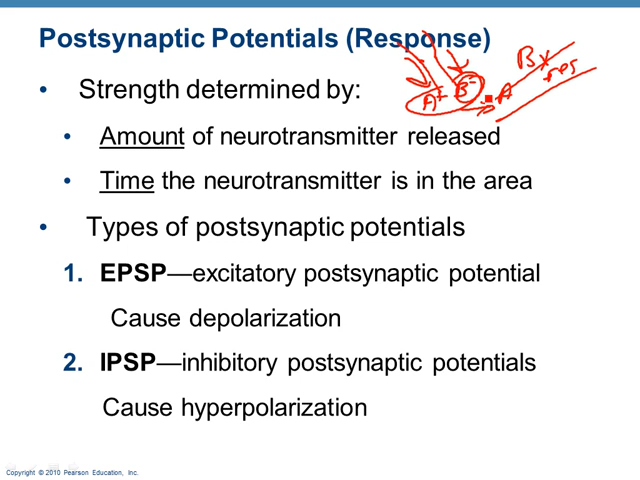 Postsynaptic Potentials (Response)
• Strength determined by:
• Amount of neurotransmitter released
• Time the neurotransmitter is in the area
• Types of postsynaptic potentials
1. EPSP—excitatory postsynaptic potential
Cause depolarization
2. IPSP—inhibitory postsynaptic potentials
Cause hyperpolarization
Copyright © 2010 Pearson Education, Inc.
A
B
A
B